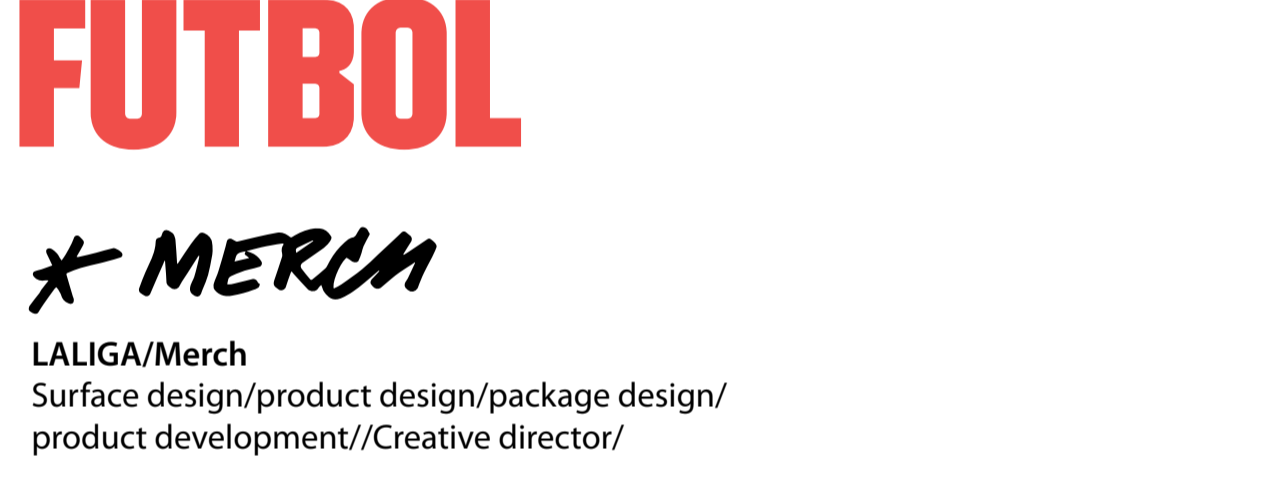 FUTBOL
* MERCH
LALIGA/Merch
Surface design/product design/package design/
product development//Creative director/